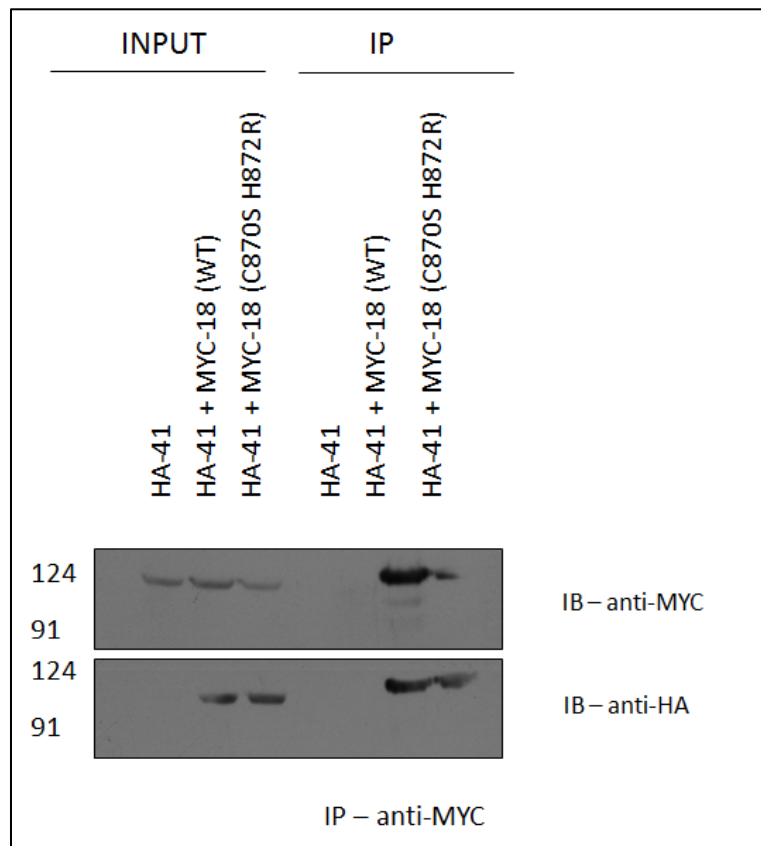 INPUT
IP
HA-41
HA-41 + MYC-18 (WT)
HA-41 + MYC-18 (C870S H872R)
HA-41
HA-41 + MYC-18 (WT)
HA-41 + MYC-18 (C870S H872R)
124
91
IB – anti-MYC
124
91
IB – anti-HA
IP – anti-MYC